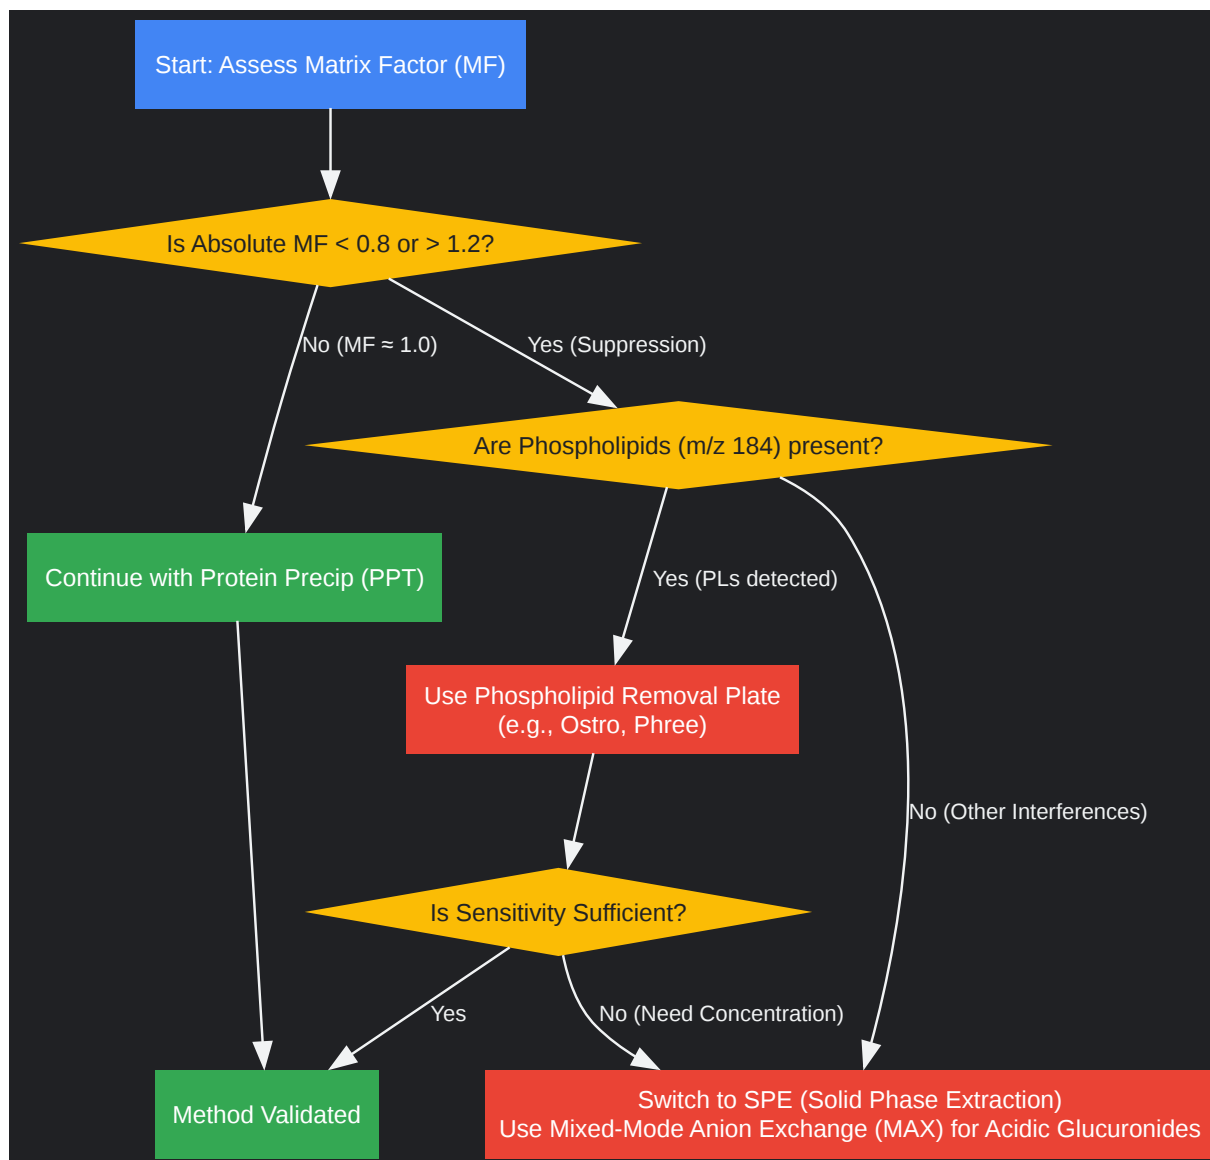 Start: Assess Matrix Factor (MF)
Is Absolute MF < 0.8 or > 1.2?
No (MF ≈ 1.0)
Yes (Suppression)
Are Phospholipids (m/z 184) present?
Continue with Protein Precip (PPT)
Yes (PLs detected)
Use Phospholipid Removal Plate
(e.g., Ostro, Phree)
No (Other Interferences)
Is Sensitivity Sufficient?
Yes
No (Need Concentration)
Method Validated
Switch to SPE (Solid Phase Extraction)
Use Mixed-Mode Anion Exchange (MAX) for Acidic Glucuronides